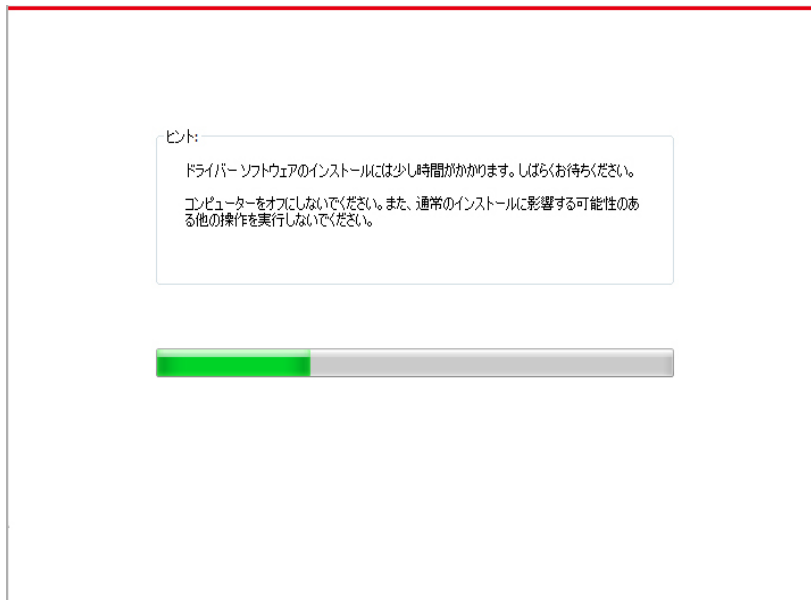 ヒント:
ドライバー ソフトウェアのインストールには少し時間がかかります。しばらくお待ちください。
コンピューターをオフにしないでください。また、通常のインストールに影響する可能性のあ
る他の操作を実行しないでください。